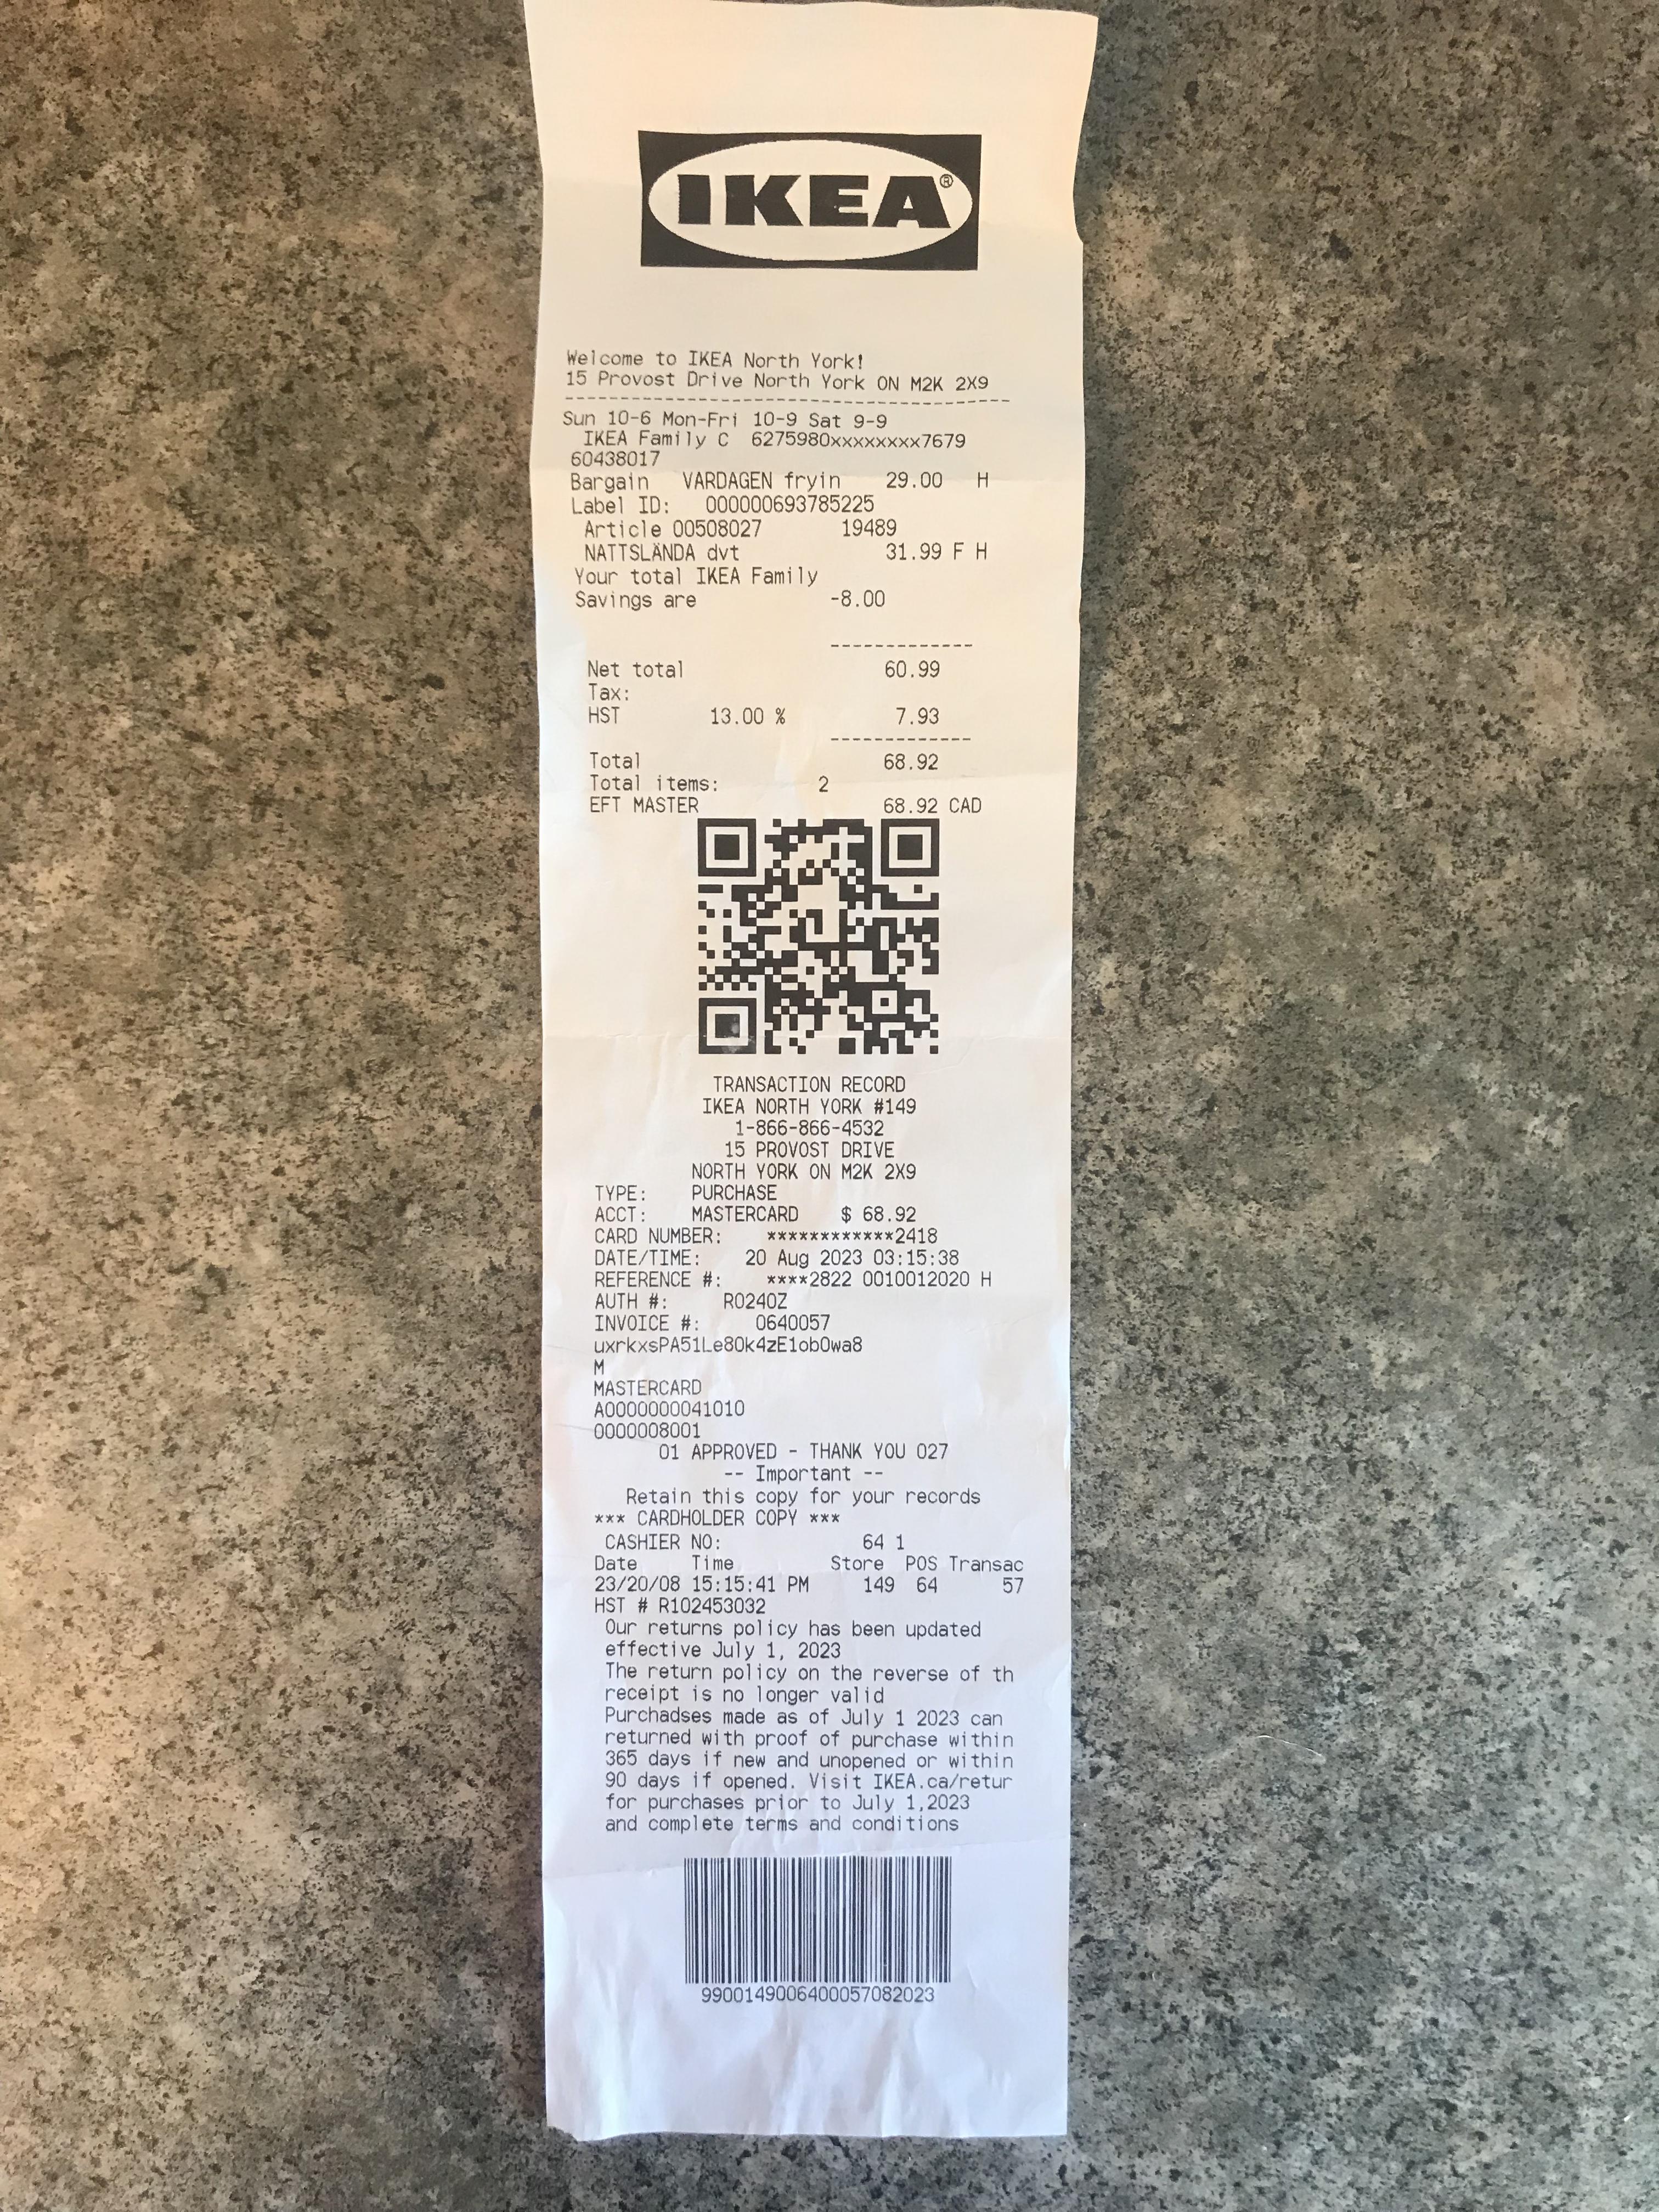 IKEA®
Welcome to IKEA North York!
15 Provost Drive North York ON M2K 2X9
------------------------------------------
Sun 10-6 Mon-Fri 10-9 Sat 9-9
IKEA Family C 6275980xxxxxxxx7679
60438017
Bargain VARDAGEN fryin 29.00 H
Label ID: 000000693785225
Article 00508027 19489
NATTSLÄNDA dvt 31.99 F H
Your total IKEA Family
Savings are -8.00
-------------
Net total 60.99
Tax:
HST 13.00 % 7.93
-------------
Total 68.92
Total items: 2
EFT MASTER 68.92 CAD
TRANSACTION RECORD
IKEA NORTH YORK #149
1-866-866-4532
15 PROVOST DRIVE
NORTH YORK ON M2K 2X9
TYPE: PURCHASE
ACCT: MASTERCARD $ 68.92
CARD NUMBER: ************2418
DATE/TIME: 20 Aug 2023 03:15:38
REFERENCE #: ****2822 0010012020 H
AUTH #: R0240Z
INVOICE #: 0640057
uxrkxsPA51Le80k4zE1ob0wa8
M
MASTERCARD
A0000000041010
0000008001
01 APPROVED - THANK YOU 027
-- Important --
Retain this copy for your records
*** CARDHOLDER COPY ***
CASHIER NO: 64 1
Date Time Store POS Transac
23/20/08 15:15:41 PM 149 64 57
HST # R102453032
Our returns policy has been updated
effective July 1, 2023
The return policy on the reverse of th
receipt is no longer valid
Purchadses made as of July 1 2023 can
returned with proof of purchase within
365 days if new and unopened or within
90 days if opened. Visit IKEA.ca/retur
for purchases prior to July 1,2023
and complete terms and conditions
9900149006400057082023